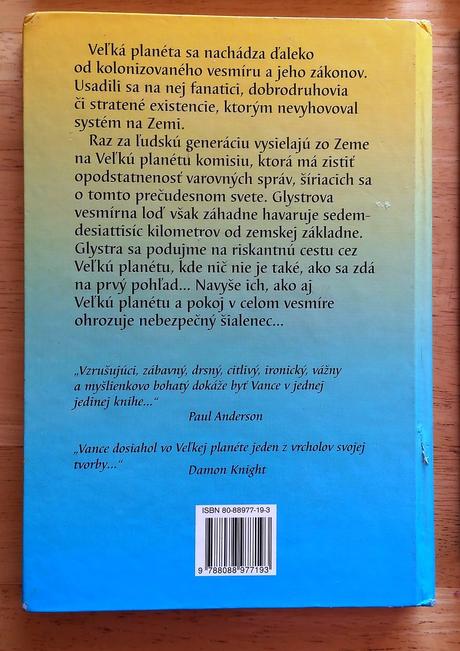 Veľká planéta sa nachádza ďaleko
od kolonizovaného vesmíru a jeho zákonov.
Usadili sa na nej fanatici, dobrodruhovia
či stratené existencie, ktorým nevyhovoval
systém na Zemi.
Raz za ľudskú generáciu vysielajú zo Zeme
na Veľkú planétu komisiu, ktorá má zistiť
opodstatnenosť varovných správ, šíriacich sa
o tomto prečudesnom svete. Glystrova
vesmírna loď však záhadne havaruje sedem-
desiattisíc kilometrov od zemskej základne.
Glystra sa podujme na riskantnú cestu cez
Veľkú planétu, kde nič nie je také, ako sa zdá
na prvý pohľad... Navyše ich, ako aj
Veľkú planétu a pokoj v celom vesmíre
ohrozuje nebezpečný šialenec...
„Vzrušujúci, zábavný, drsný, citlivý, ironický, vážny
a myšlienkovo bohatý dokáže byť Vance v jednej
jedinej knihe...“
Paul Anderson
„Vance dosiahol vo Veľkej planéte jeden z vrcholov svojej
tvorby...“
Damon Knight
ISBN 80-88977-19-3
9 788088 977193